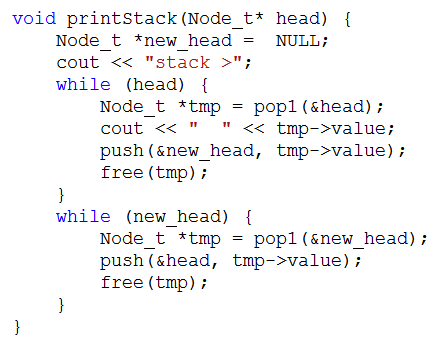 void printStack(Node_t* head) {
    Node_t *new_head =  NULL;
    cout << "stack >";
    while (head) {
        Node_t *tmp = pop1(&head);
        cout << "  " << tmp->value;
        push(&new_head, tmp->value);
        free(tmp);
    }
    while (new_head) {
        Node_t *tmp = pop1(&new_head);
        push(&head, tmp->value);
        free(tmp);
    }
}